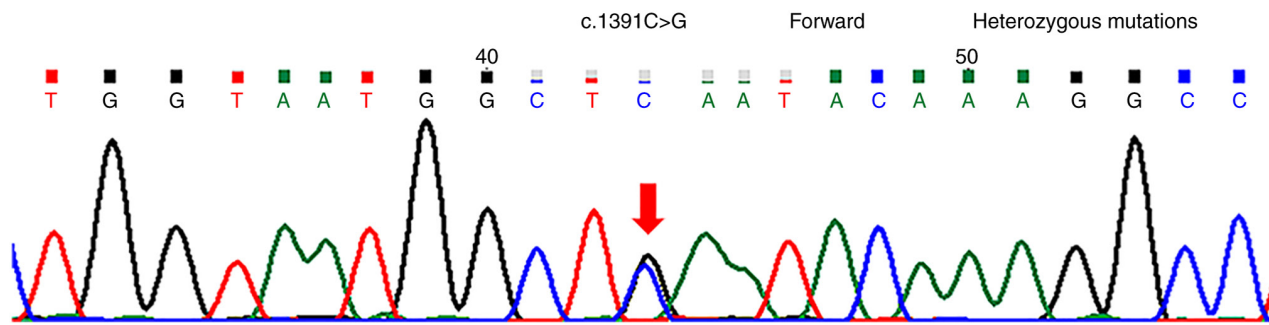 c.1391C>G Forward Heterozygous mutations
40 50
T G G T A A T G G C T C A A T A C A A A G G C C